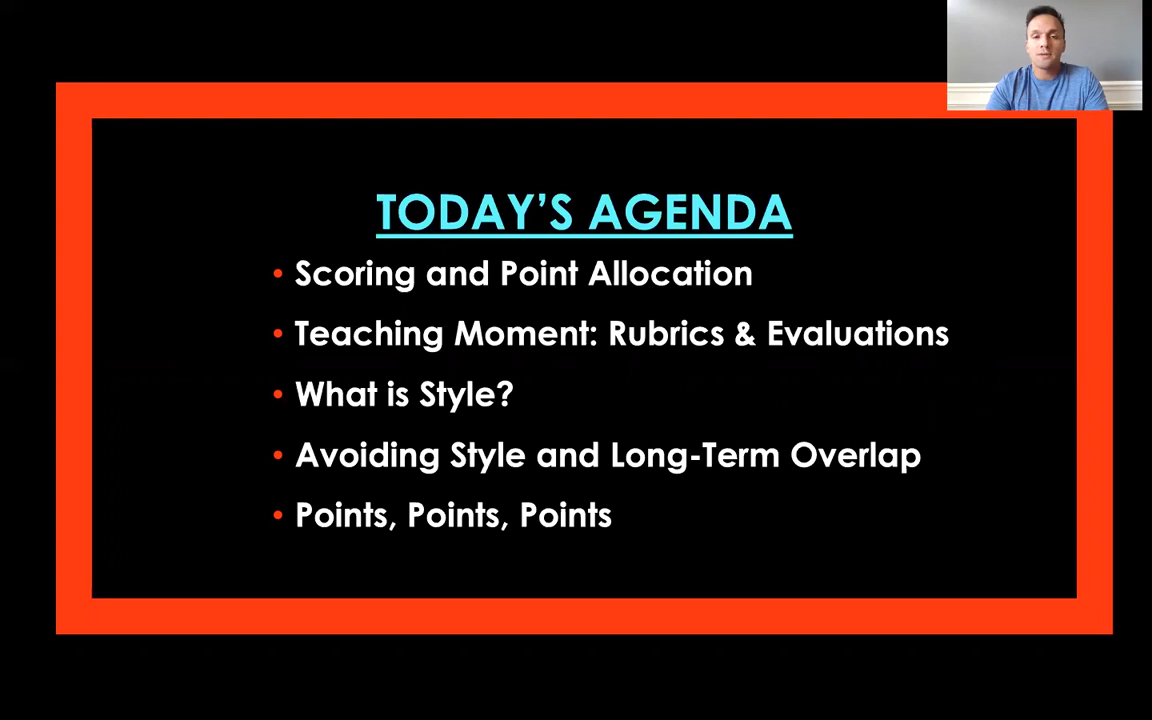 TODAY’S AGENDA
• Scoring and Point Allocation
• Teaching Moment: Rubrics & Evaluations
• What is Style?
• Avoiding Style and Long-Term Overlap
• Points, Points, Points